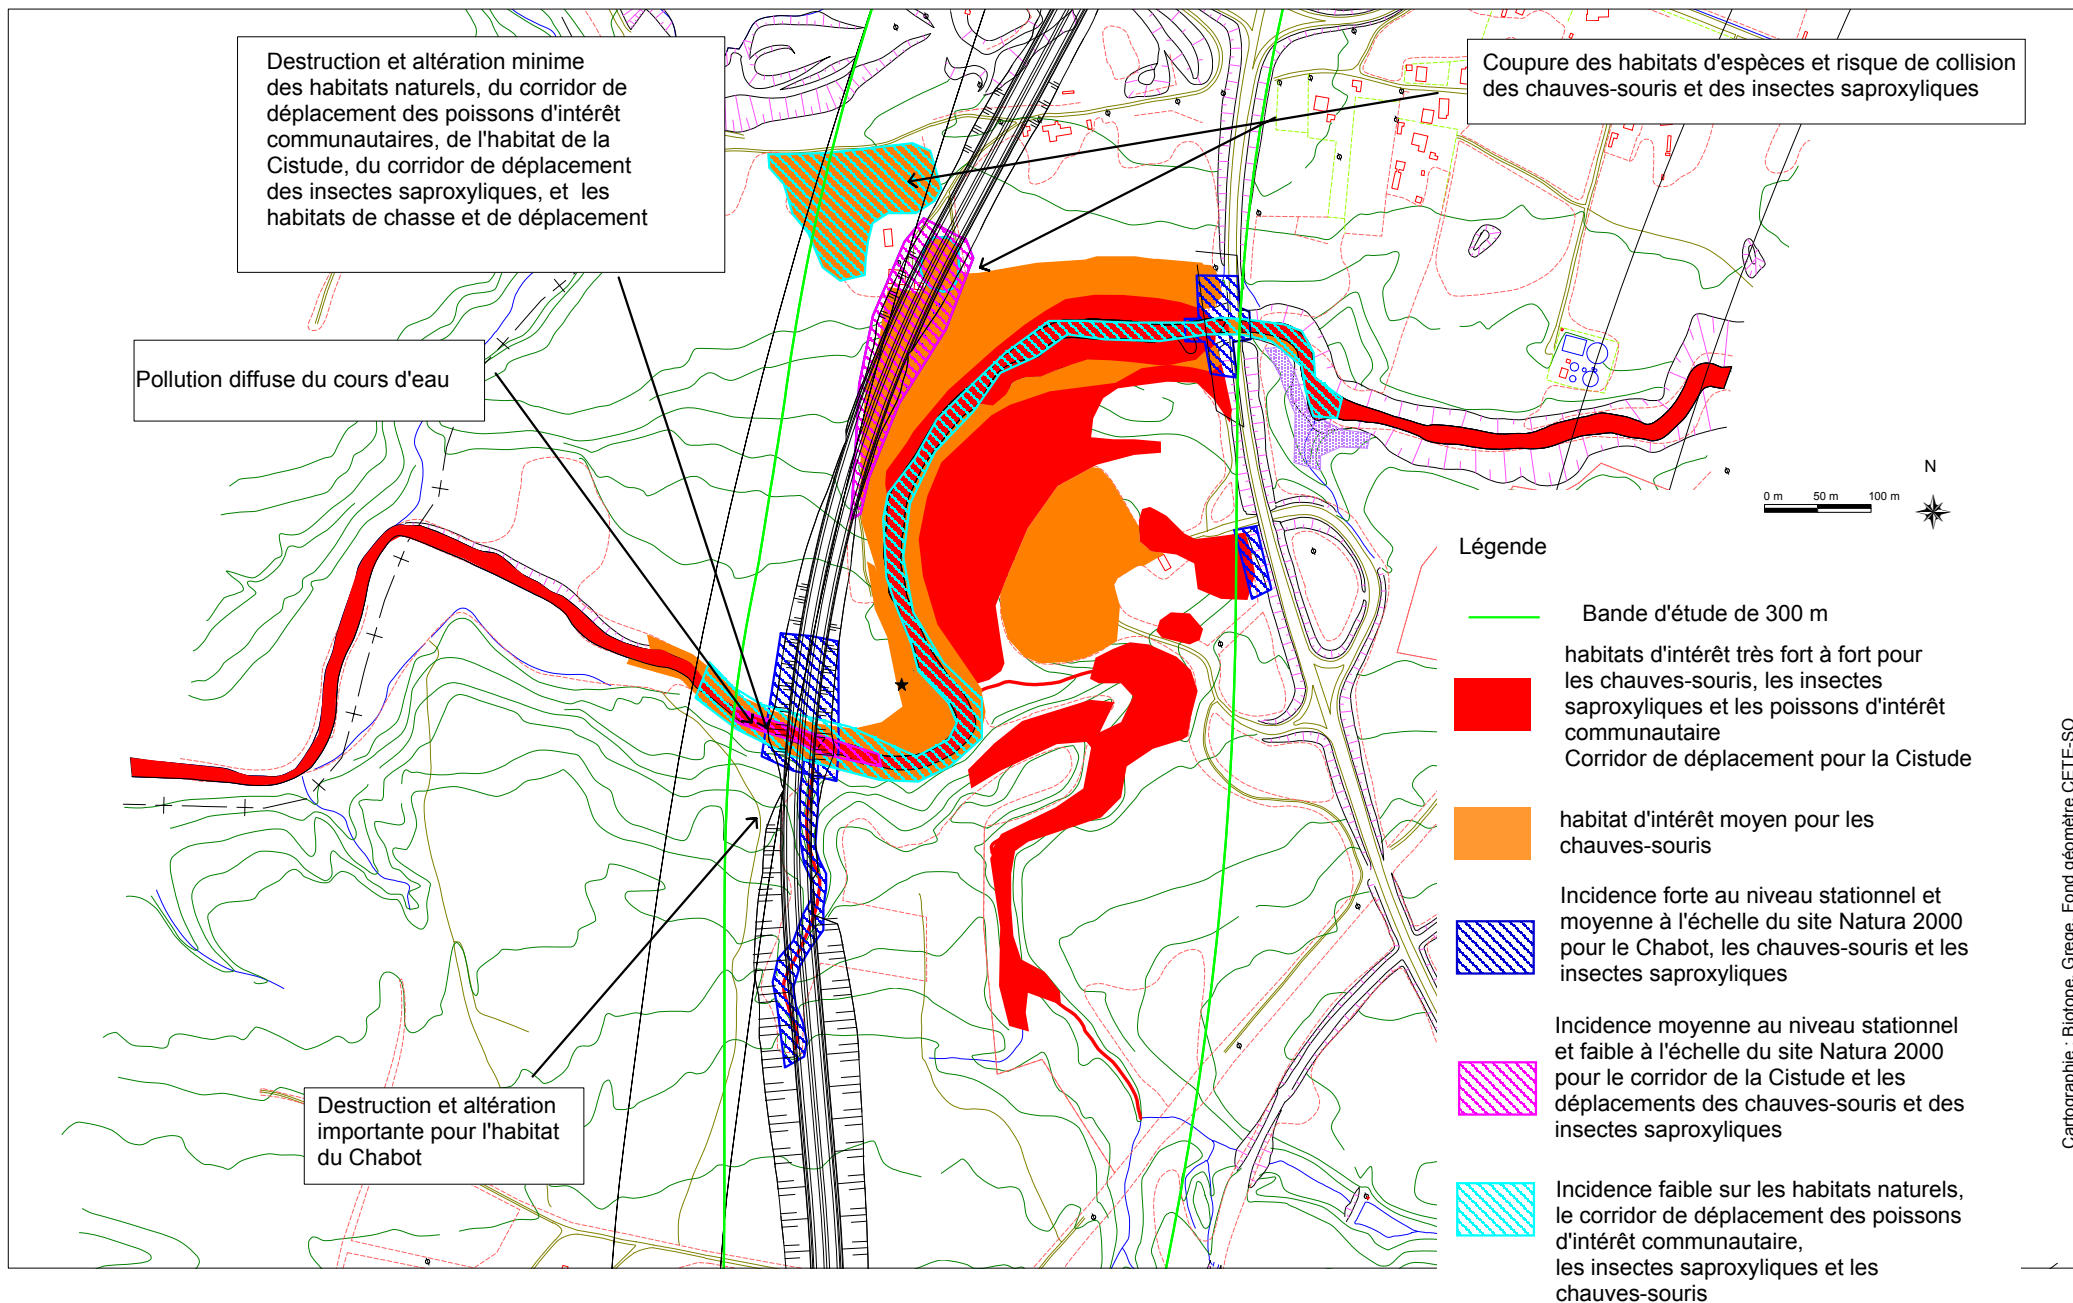 Destruction et altération minime
des habitats naturels, du corridor de
déplacement des poissons d'intérêt
communautaires, de l'habitat de la
Cistude, du corridor de déplacement
des insectes saproxyliques, et  les
habitats de chasse et de déplacement
Coupure des habitats d'espèces et risque de collision
des chauves-souris et des insectes saproxyliques
Pollution diffuse du cours d'eau
Destruction et altération
importante pour l'habitat
du Chabot
N
0 m 50 m 100 m
Légende
Bande d'étude de 300 m
habitats d'intérêt très fort à fort pour
les chauves-souris, les insectes
saproxyliques et les poissons d'intérêt
communautaire
Corridor de déplacement pour la Cistude
habitat d'intérêt moyen pour les
chauves-souris
Incidence forte au niveau stationnel et
moyenne à l'échelle du site Natura 2000
pour le Chabot, les chauves-souris et les
insectes saproxyliques
Incidence moyenne au niveau stationnel
et faible à l'échelle du site Natura 2000
pour le corridor de la Cistude et les
déplacements des chauves-souris et des
insectes saproxyliques
Incidence faible sur les habitats naturels,
le corridor de déplacement des poissons
d'intérêt communautaire,
les insectes saproxyliques et les
chauves-souris
Cartographie : Biotope, Grege, Fond géomètre CETE-SO